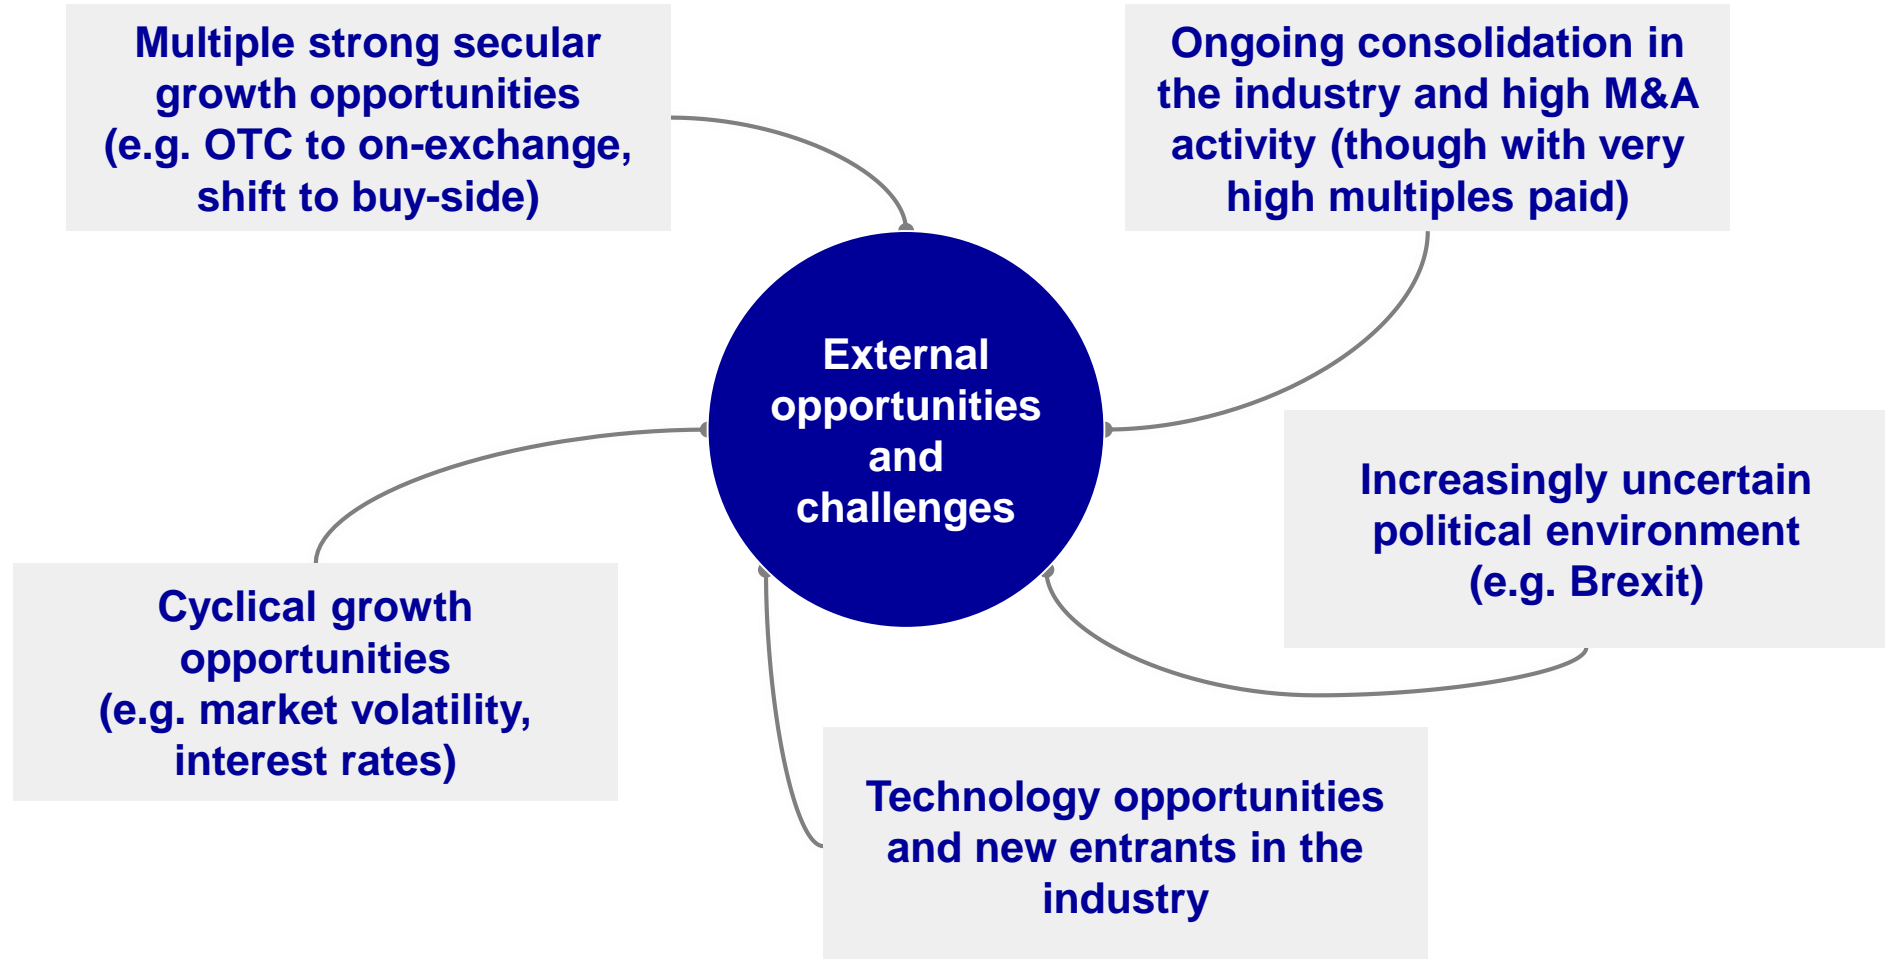 Multiple strong secular
growth opportunities
(e.g. OTC to on-exchange,
shift to buy-side)
Ongoing consolidation in
the industry and high M&A
activity (though with very
high multiples paid)
External
opportunities
and
challenges
Increasingly uncertain
political environment
(e.g. Brexit)
Cyclical growth
opportunities
(e.g. market volatility,
interest rates)
Technology opportunities
and new entrants in the
industry